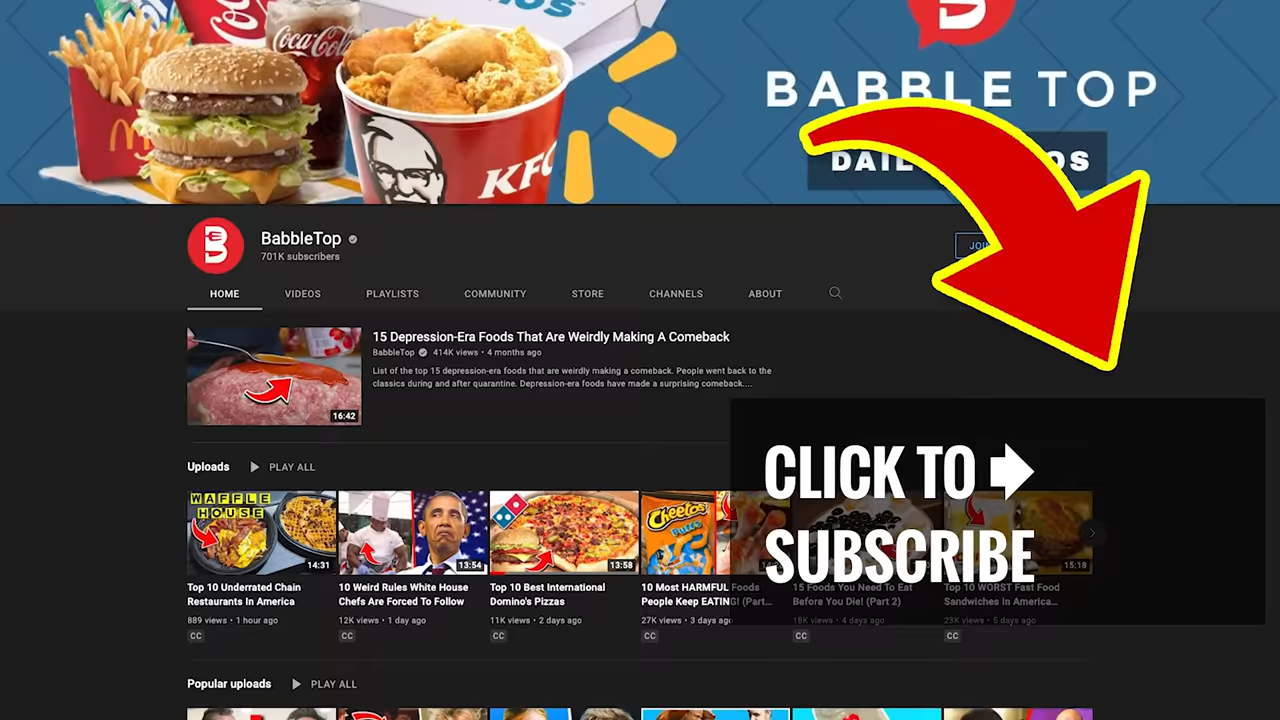 Coca-Cola
KFC
BABBLE TOP
BabbleTop
701K subscribers
HOME VIDEOS PLAYLISTS COMMUNITY STORE CHANNELS ABOUT
15 Depression-Era Foods That Are Weirdly Making A Comeback
BabbleTop 414K views • 4 months ago
List of the top 15 depression-era foods that are weirdly making a comeback. People went back to the
classics during and after quarantine. Depression-era foods have made a surprising comeback....
16:42
CLICK TO
SUBSCRIBE
Uploads PLAY ALL
WAFFLE
HOUSE
14:31
Top 10 Underrated Chain
Restaurants In America
889 views • 1 hour ago
CC
13:54
10 Weird Rules White House
Chefs Are Forced To Follow
12K views • 1 day ago
CC
13:58
Top 10 Best International
Domino's Pizzas
11K views • 2 days ago
CC
Cheetos
Puffs
10 Most HARMFUL Foods
People Keep EATING! (Part...
27K views • 3 days ago
CC
15 Foods You Need To Eat
Before You Die! (Part 2)
18K views • 4 days ago
CC
15:18
Top 10 WORST Fast Food
Sandwiches In America...
23K views • 5 days ago
CC
Popular uploads PLAY ALL